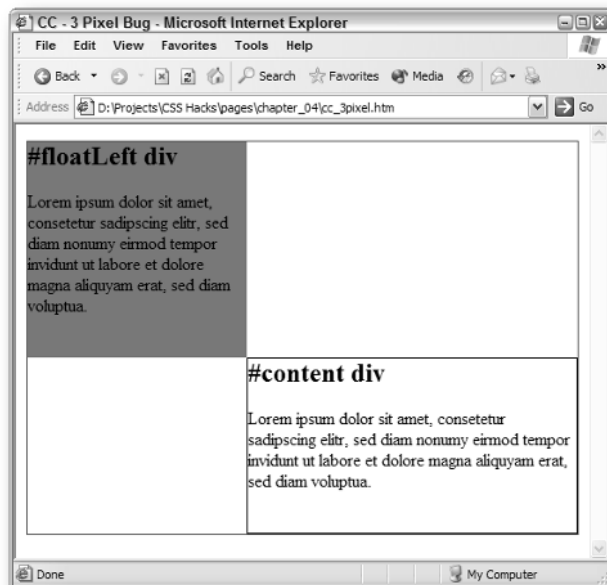 CC - 3 Pixel Bug - Microsoft Internet Explorer
File Edit View Favorites Tools Help
Back Search Favorites Media
Address D:\Projects\CSS Hacks\pages\chapter_04\cc_3pixel.htm Go
#floatLeft div
Lorem ipsum dolor sit amet,
consetetur sadipscing elitr, sed
diam nonumy eirmod tempor
invidunt ut labore et dolore
magna aliquyam erat, sed diam
voluptua.
#content div
Lorem ipsum dolor sit amet, consetetur
sadipscing elitr, sed diam nonumy eirmod tempor
invidunt ut labore et dolore magna aliquyam erat,
sed diam voluptua.
Done My Computer